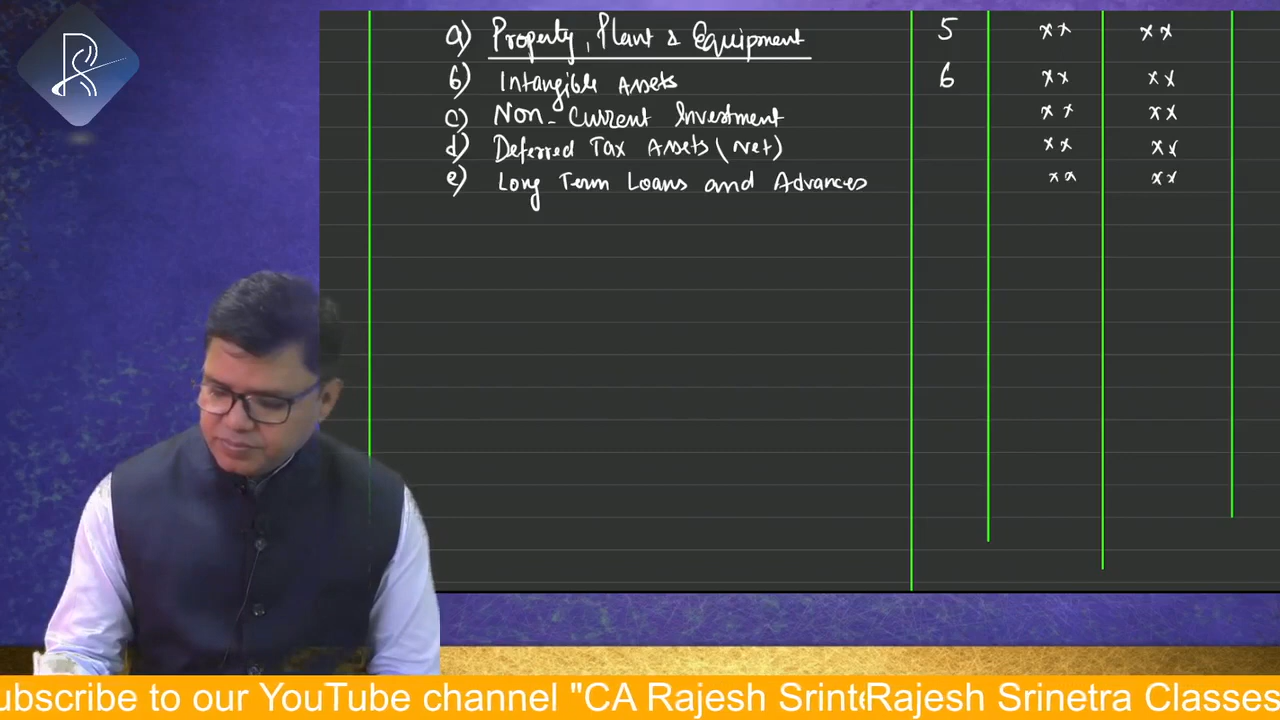 a) Property, Plant & Equipment 5 xx xx
b) Intangible Assets 6 xx xx
c) Non-Current Investment xx xx
d) Deferred Tax Assets (Net) xx xx
e) Long Term Loans and Advances xx xx
RS
ubscribe to our YouTube channel "CA Rajesh Srinte Rajesh Srinetra Classes